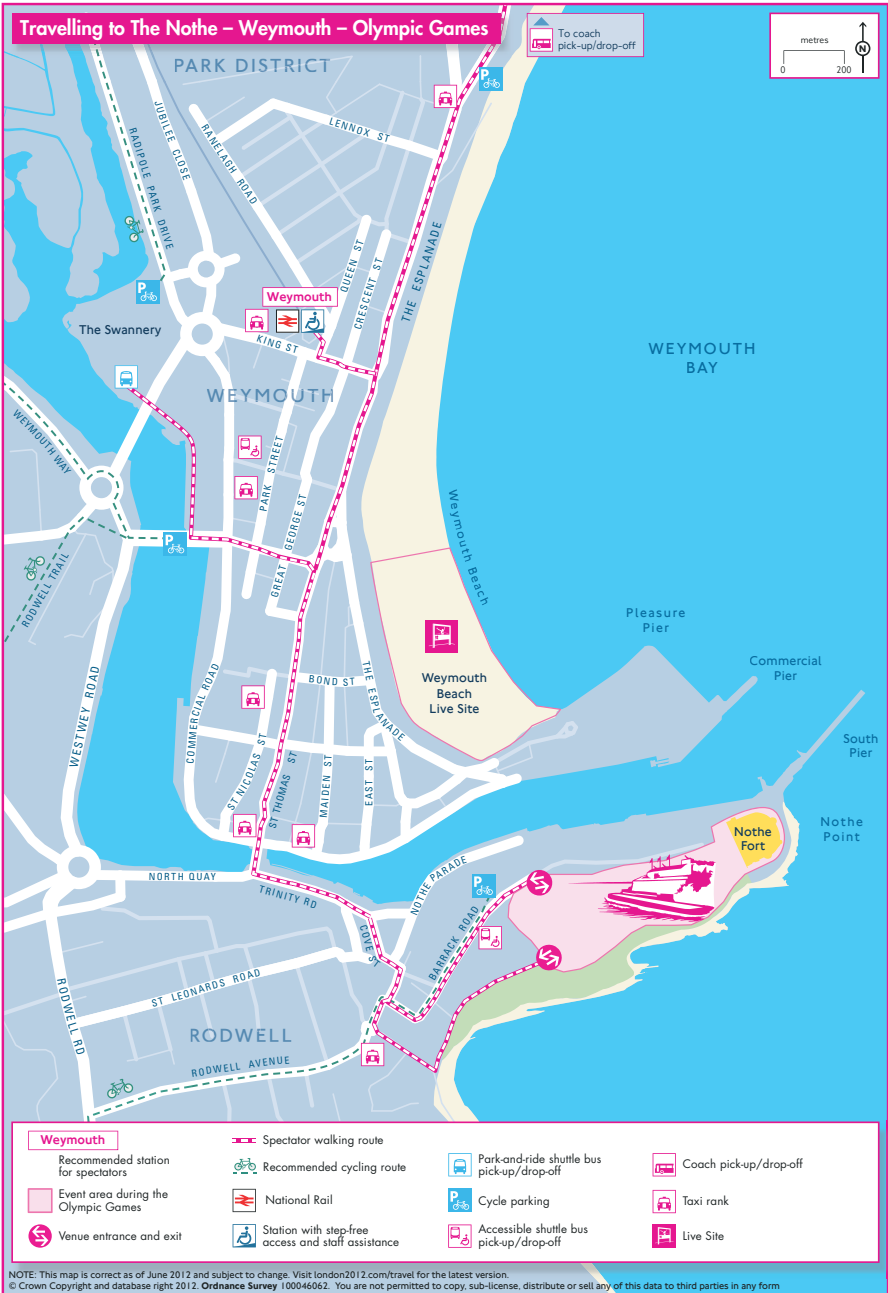 Travelling to The Nothe – Weymouth – Olympic Games
To coach
pick-up/drop-off
metres
0 200
N
PARK DISTRICT
P
LENNOX ST
JUBILEE CLOSE
RANELAGH ROAD
RADIPOLE PARK DRIVE
QUEEN ST
CRESCENT ST
THE ESPLANADE
P
Weymouth
The Swannery
KING ST
WEYMOUTH
BAY
WEYMOUTH
WEYMOUTH WAY
PARK STREET
GREAT GEORGE ST
Weymouth Beach
P
RODWELL TRAIL
Pleasure
Pier
Commercial
Pier
Weymouth
Beach
Live Site
BOND ST
THE ESPLANADE
WESTWEY ROAD
COMMERCIAL ROAD
ST NICOLAS ST
ST THOMAS ST
MAIDEN ST
EAST ST
South
Pier
Nothe
Point
Nothe
Fort
NORTH QUAY
TRINITY RD
NOTHE PARADE
P
COVE ST
BARRACK ROAD
ST LEONARDS ROAD
RODWELL RD
RODWELL
RODWELL AVENUE
Weymouth
Recommended station
for spectators
Event area during the
Olympic Games
Venue entrance and exit
Spectator walking route
Recommended cycling route
National Rail
Station with step-free
access and staff assistance
Park-and-ride shuttle bus
pick-up/drop-off
P
Cycle parking
Accessible shuttle bus
pick-up/drop-off
Coach pick-up/drop-off
Taxi rank
Live Site
NOTE: This map is correct as of June 2012 and subject to change. Visit london2012.com/travel for the latest version.
© Crown Copyright and database right 2012. Ordnance Survey 100046062. You are not permitted to copy, sub-license, distribute or sell any of this data to third parties in any form